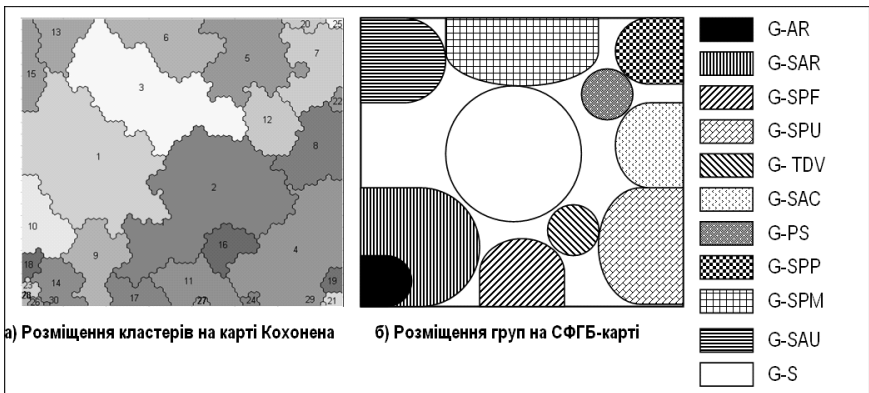 13
6
5
20
25
7
15
3
22
12
8
1
2
10
16
9
4
18
14
23
28
26
30
17
11
27
24
29
19
21
а) Розміщення кластерів на карті Кохонена
б) Розміщення груп на СФГБ-карті
G-AR
G-SAR
G-SPF
G-SPU
G- TDV
G-SAC
G-PS
G-SPP
G-SPM
G-SAU
G-S